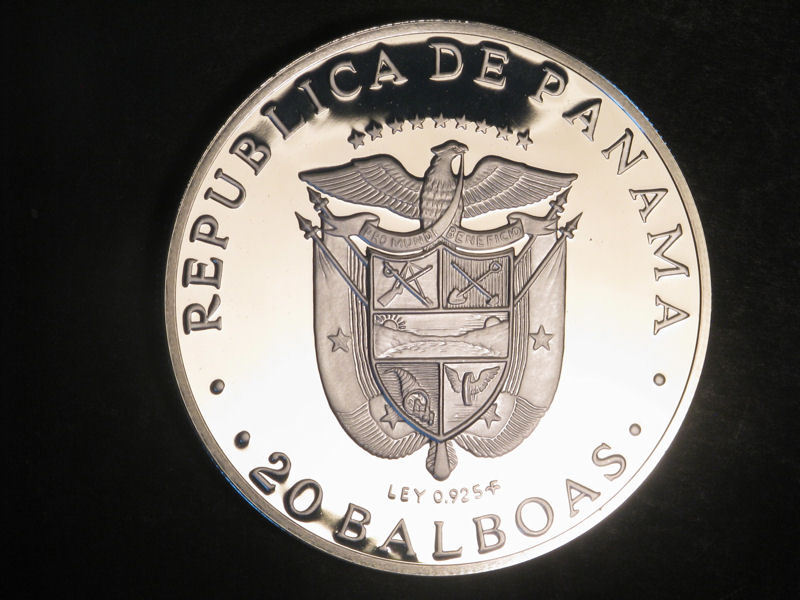 REPUBLICA DE PANAMA
PRO MUNDI BENEFICIO
LEY 0.925
20 BALBOAS